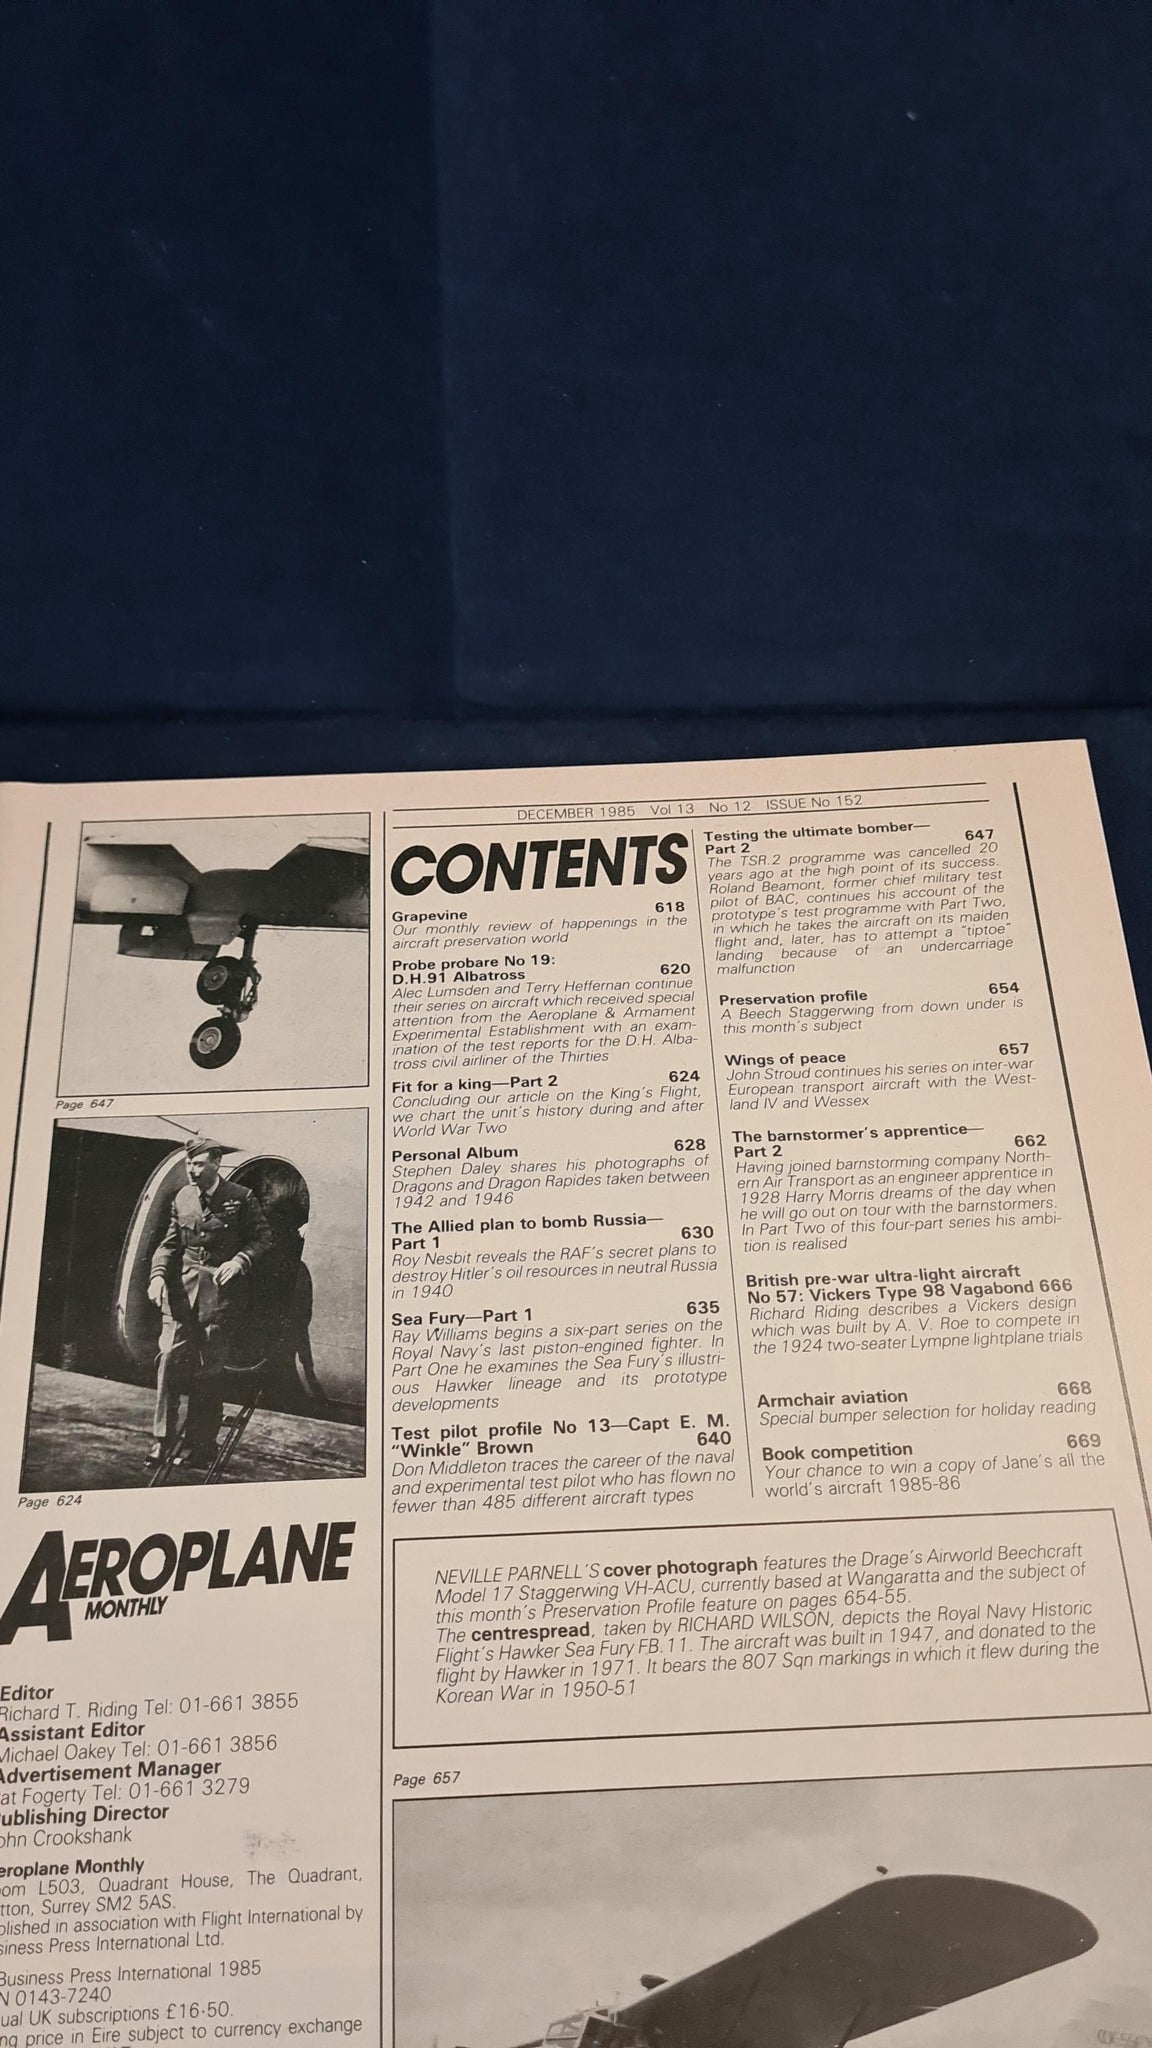 DECEMBER 1985 Vol 13 No 12 ISSUE No 152
CONTENTS
Grapevine 618
Our monthly review of happenings in the
aircraft preservation world
Probe probare No 19:
D.H.91 Albatross 620
Alec Lumsden and Terry Heffernan continue
their series on aircraft which received special
attention from the Aeroplane & Armament
Experimental Establishment with an exam-
ination of the test reports for the D.H. Alba-
tross civil airliner of the Thirties
Fit for a king—Part 2 624
Concluding our article on the King's Flight,
we chart the unit's history during and after
World War Two
Personal Album 628
Stephen Daley shares his photographs of
Dragons and Dragon Rapides taken between
1942 and 1946
The Allied plan to bomb Russia—
Part 1 630
Roy Nesbit reveals the RAF's secret plans to
destroy Hitler's oil resources in neutral Russia
in 1940
Sea Fury—Part 1 635
Ray Williams begins a six-part series on the
Royal Navy's last piston-engined fighter. In
Part One he examines the Sea Fury's illustri-
ous Hawker lineage and its prototype
developments
Test pilot profile No 13—Capt E. M.
"Winkle" Brown 640
Don Middleton traces the career of the naval
and experimental test pilot who has flown no
fewer than 485 different aircraft types
Testing the ultimate bomber—
Part 2 647
The TSR.2 programme was cancelled 20
years ago at the high point of its success.
Roland Beamont, former chief military test
pilot of BAC, continues his account of the
prototype's test programme with Part Two,
in which he takes the aircraft on its maiden
flight and, later, has to attempt a "tiptoe"
landing because of an undercarriage
malfunction
Preservation profile 654
A Beech Staggerwing from down under is
this month's subject
Wings of peace 657
John Stroud continues his series on inter-war
European transport aircraft with the West-
land IV and Wessex
The barnstormer's apprentice—
Part 2 662
Having joined barnstorming company North-
ern Air Transport as an engineer apprentice in
1928 Harry Morris dreams of the day when
he will go out on tour with the barnstormers.
In Part Two of this four-part series his ambi-
tion is realised
British pre-war ultra-light aircraft
No 57: Vickers Type 98 Vagabond 666
Richard Riding describes a Vickers design
which was built by A. V. Roe to compete in
the 1924 two-seater Lympne lightplane trials
Armchair aviation 668
Special bumper selection for holiday reading
Book competition 669
Your chance to win a copy of Jane's all the
world's aircraft 1985-86
NEVILLE PARNELL'S cover photograph features the Drage's Airworld Beechcraft
Model 17 Staggerwing VH-ACU, currently based at Wangaratta and the subject of
this month's Preservation Profile feature on pages 654-55.
The centrespread, taken by RICHARD WILSON, depicts the Royal Navy Historic
Flight's Hawker Sea Fury FB.11. The aircraft was built in 1947, and donated to the
flight by Hawker in 1971. It bears the 807 Sqn markings in which it flew during the
Korean War in 1950-51
Page 657
Page 647
Page 624
AEROPLANE
MONTHLY
Editor
Richard T. Riding Tel: 01-661 3855
Assistant Editor
Michael Oakey Tel: 01-661 3856
Advertisement Manager
at Fogerty Tel: 01-661 3279
ublishing Director
ohn Crookshank
eroplane Monthly
om L503, Quadrant House, The Quadrant,
tton, Surrey SM2 5AS.
blished in association with Flight International by
siness Press International Ltd.
Business Press International 1985
N 0143-7240
ual UK subscriptions £16·50.
ng price in Eire subject to currency exchange